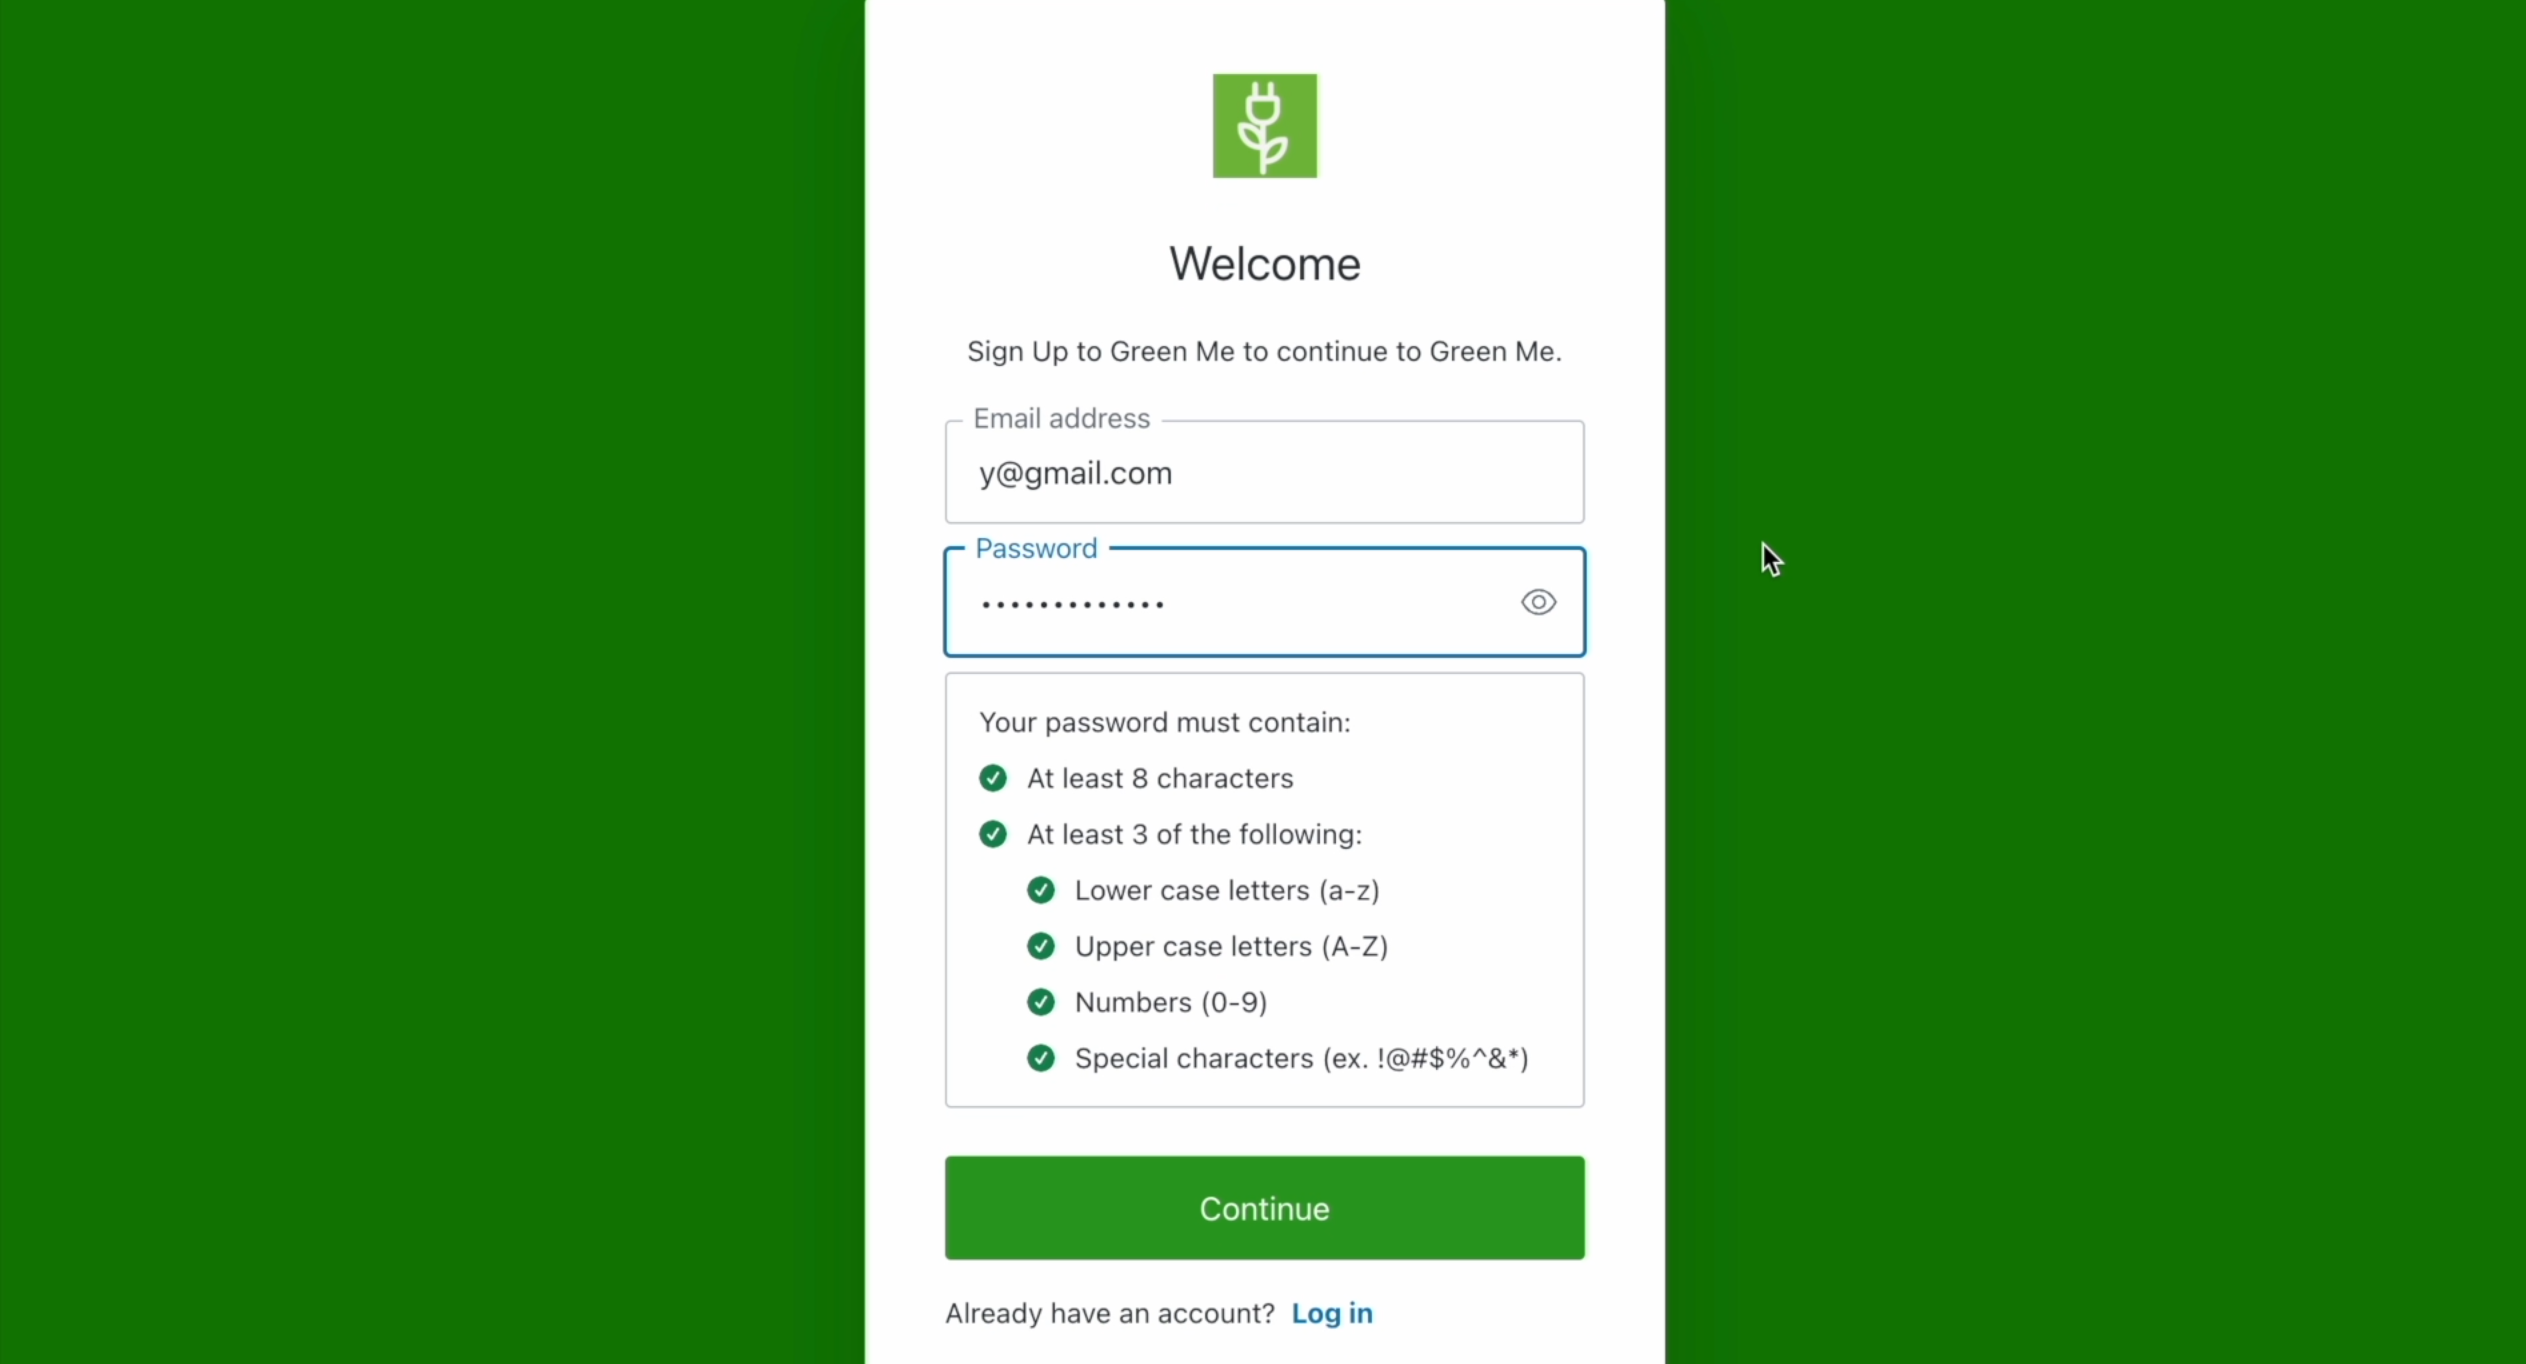 Welcome
Sign Up to Green Me to continue to Green Me.
Email address
y@gmail.com
Password
•••••••••••••
Your password must contain:
At least 8 characters
At least 3 of the following:
Lower case letters (a-z)
Upper case letters (A-Z)
Numbers (0-9)
Special characters (ex. !@#$%^&*)
Continue
Already have an account? Log in